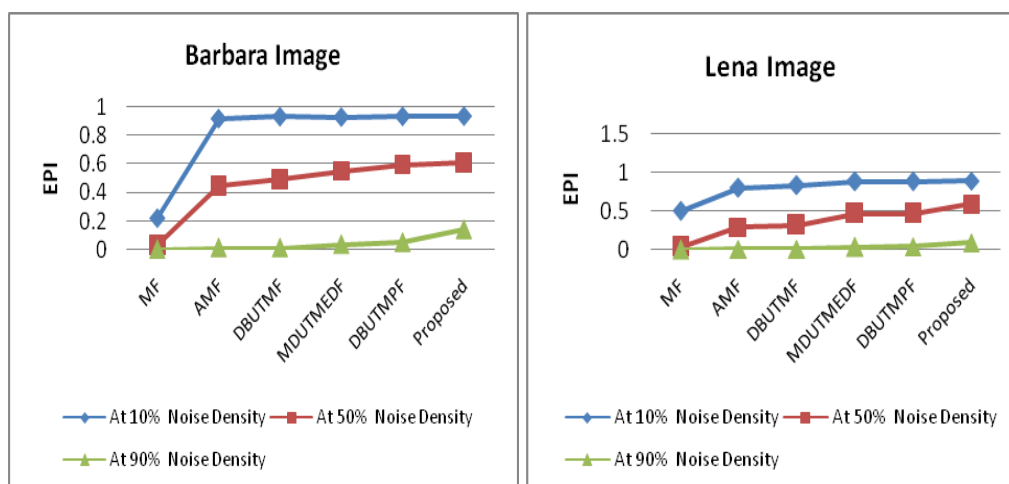 Barbara Image
EPI
1
0.8
0.6
0.4
0.2
0
MF
AMF
DBUTMF
MDUTMEDF
DBUTMPF
Proposed
At 10% Noise Density
At 50% Noise Density
At 90% Noise Density
Lena Image
EPI
1.5
1
0.5
0
MF
AMF
DBUTMF
MDUTMEDF
DBUTMPF
Proposed
At 10% Noise Density
At 50% Noise Density
At 90% Noise Density